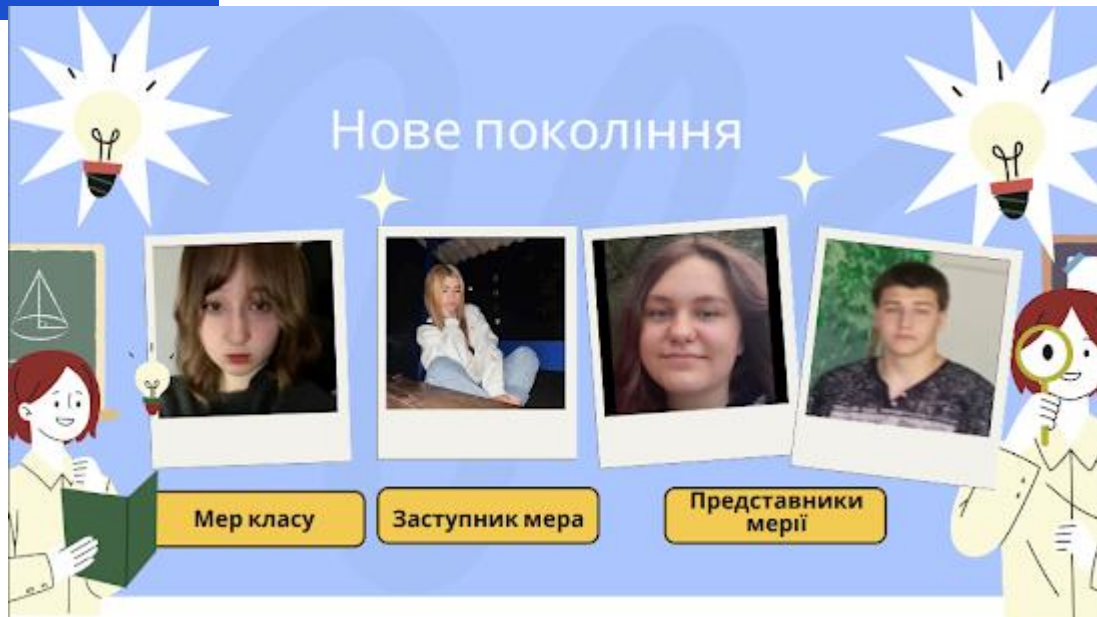 Нове покоління
Мер класу
Заступник мера
Представники
мерії